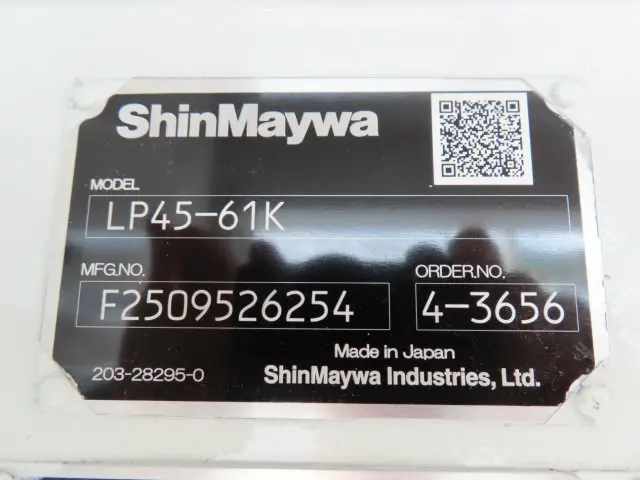 ShinMaywa
MODEL
LP45-61K
MFG.NO. ORDER.NO.
F2509526254 4-3656
Made in Japan
203-28295-0 ShinMaywa Industries, Ltd.